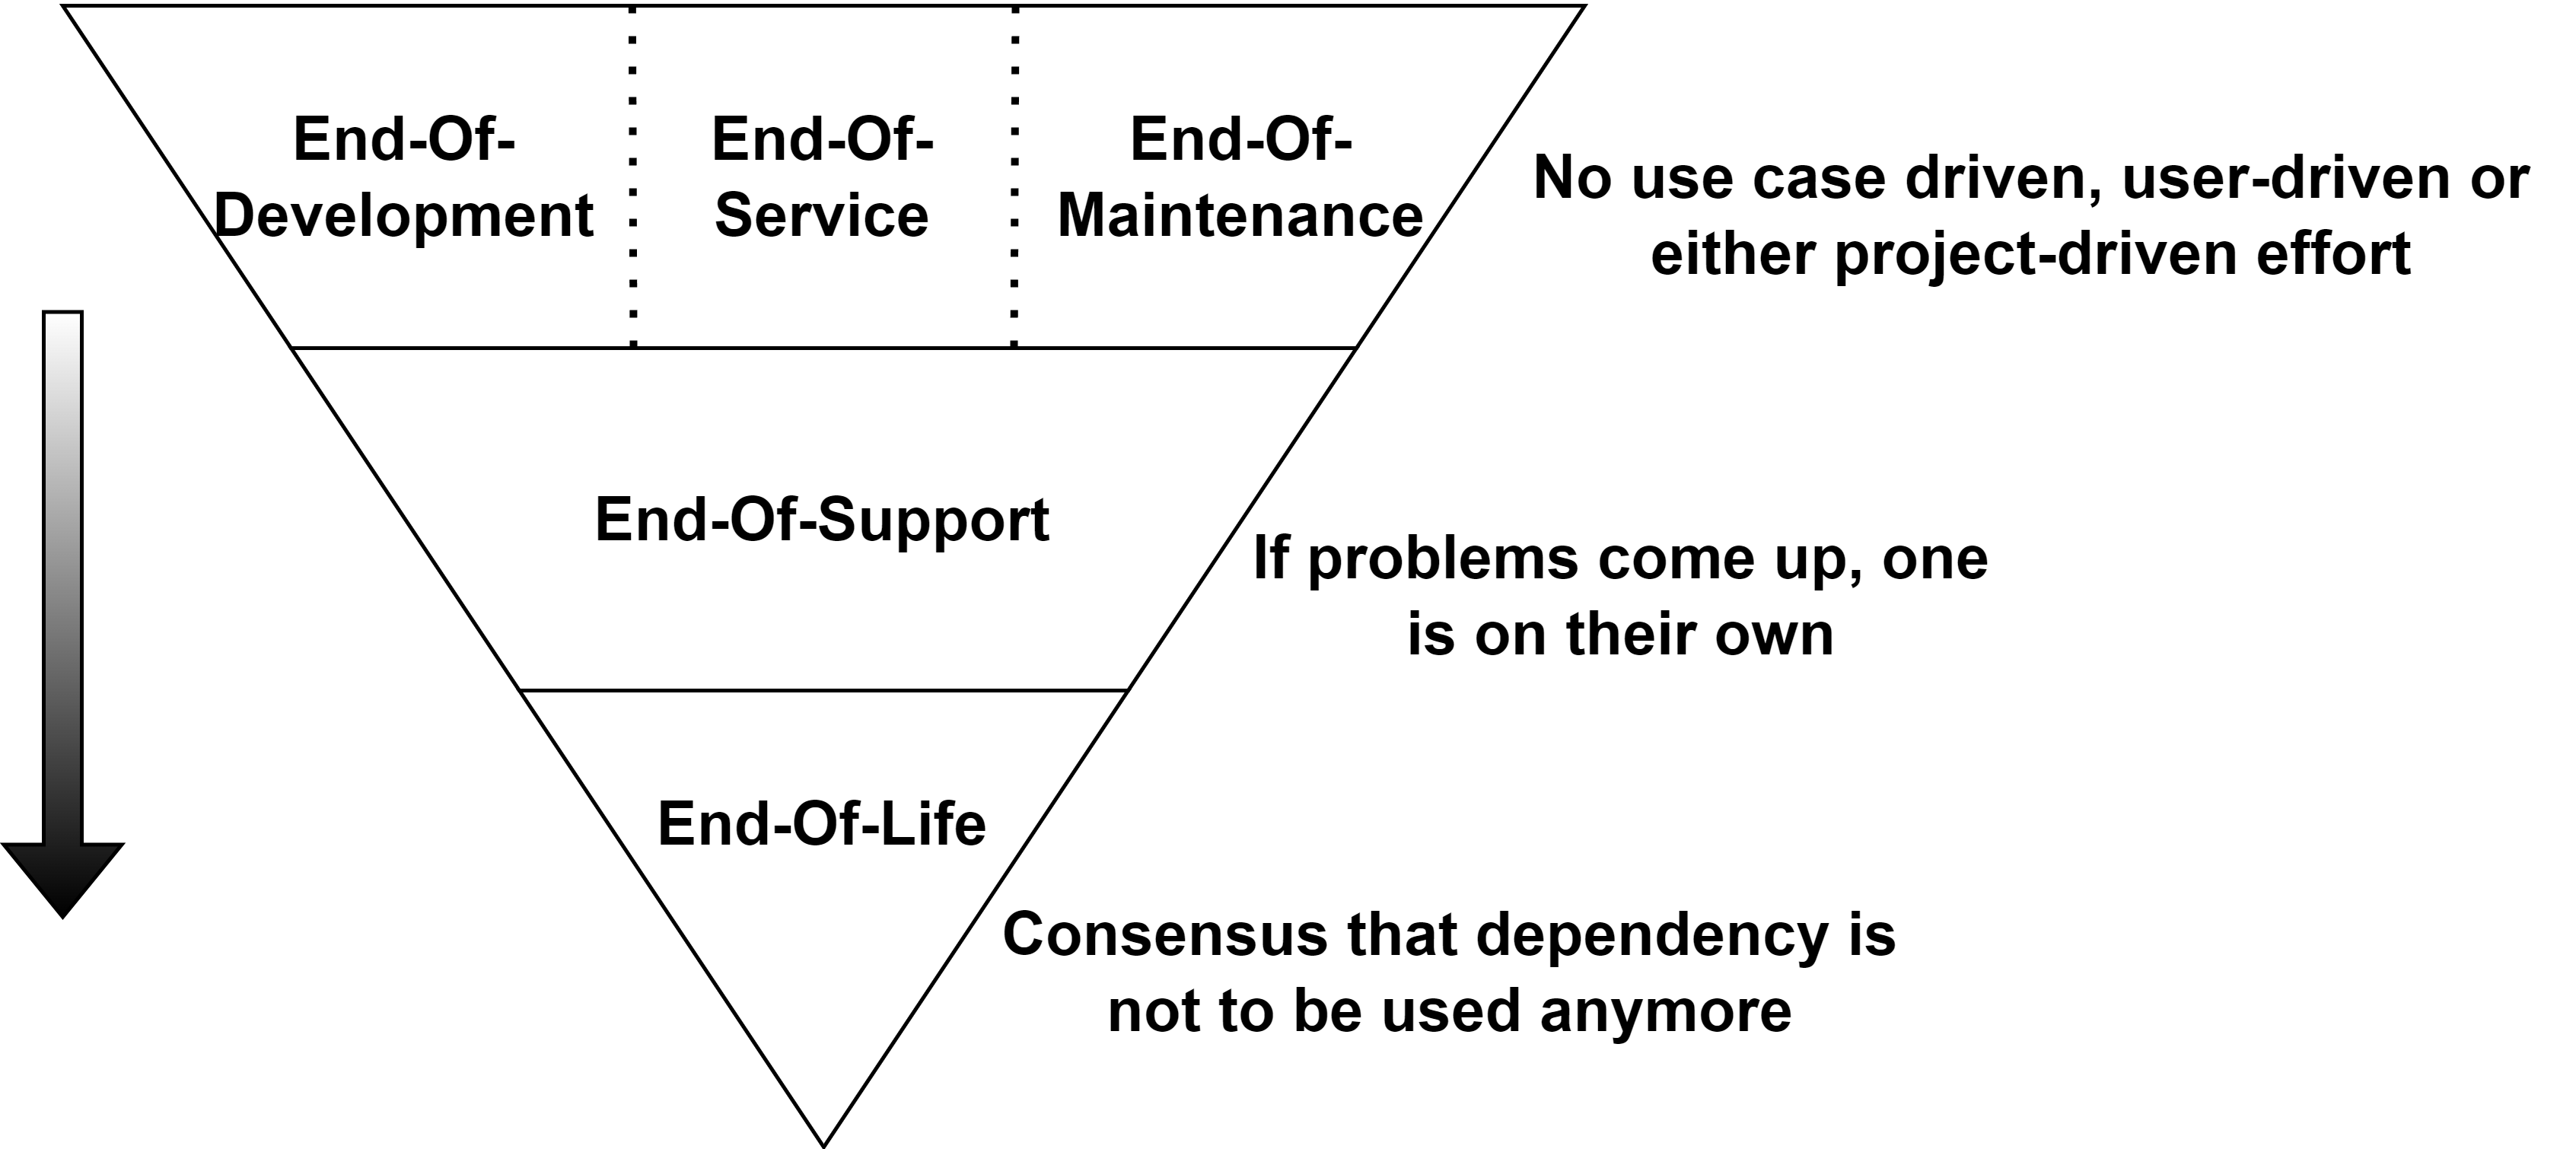 End-Of-
Development
End-Of-
Service
End-Of-
Maintenance
No use case driven, user-driven or
either project-driven effort
End-Of-Support
If problems come up, one
is on their own
End-Of-Life
Consensus that dependency is
not to be used anymore